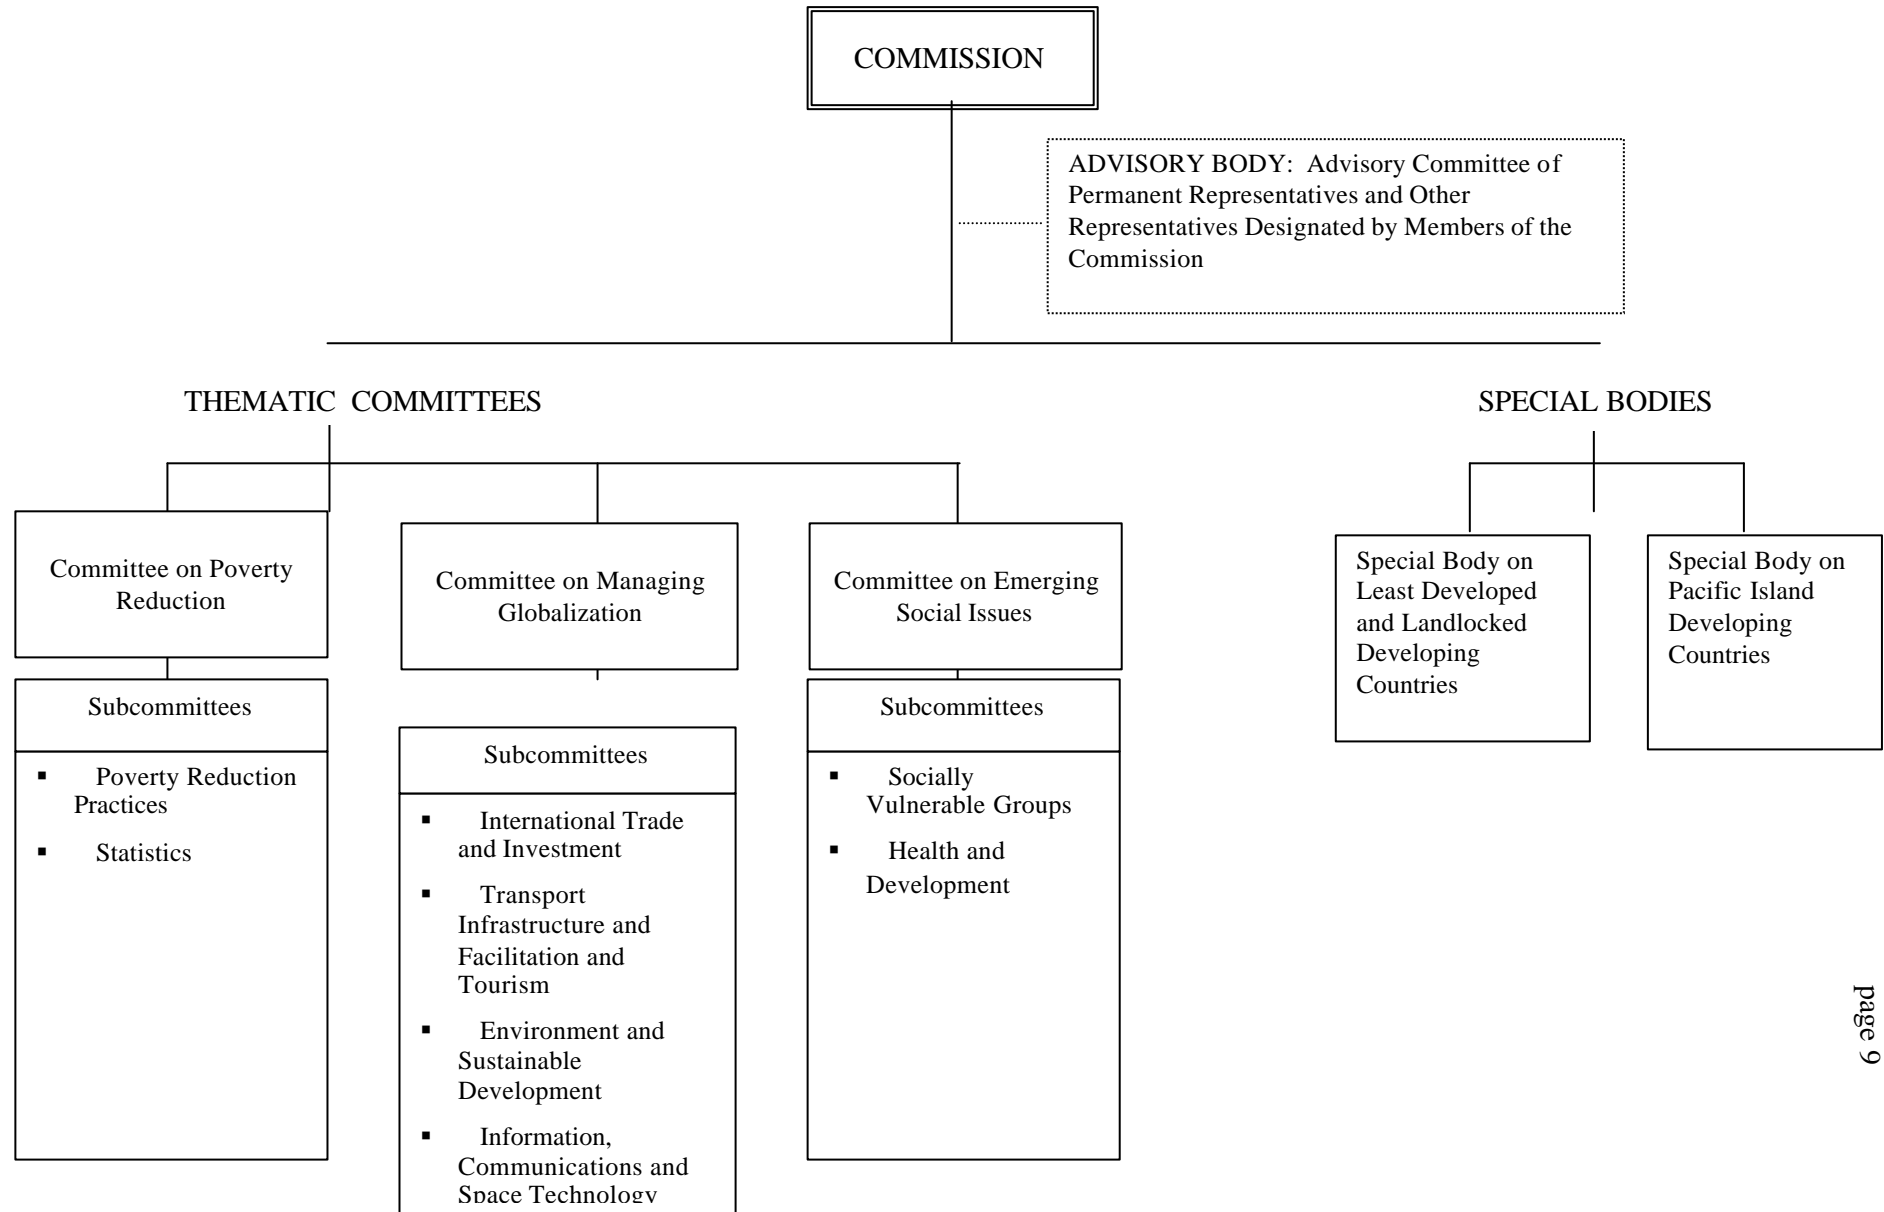 COMMISSION
ADVISORY BODY: Advisory Committee of
Permanent Representatives and Other
Representatives Designated by Members of the
Commission
THEMATIC COMMITTEES
SPECIAL BODIES
Committee on Poverty
Reduction
Committee on Managing
Globalization
Committee on Emerging
Social Issues
Special Body on
Least Developed
and Landlocked
Developing
Countries
Special Body on
Pacific Island
Developing
Countries
Subcommittees
▪ Poverty Reduction
Practices
▪ Statistics
Subcommittees
▪ International Trade
and Investment
▪ Transport
Infrastructure and
Facilitation and
Tourism
▪ Environment and
Sustainable
Development
▪ Information,
Communications and
Space Technology
Subcommittees
▪ Socially
Vulnerable Groups
▪ Health and
Development
page 9